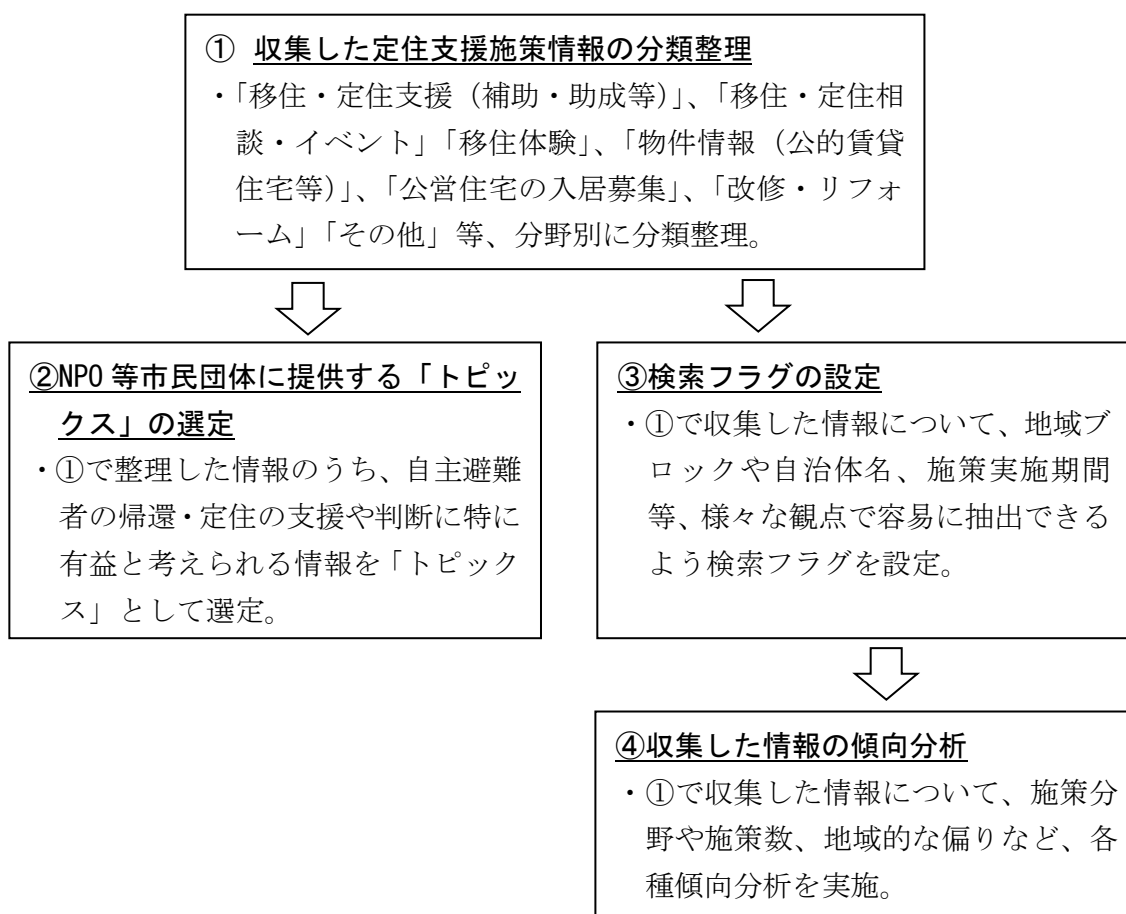 ① 収集した定住支援施策情報の分類整理
・「移住・定住支援（補助・助成等）」、「移住・定住相
談・イベント」「移住体験」、「物件情報（公的賃貸
住宅等）」、「公営住宅の入居募集」、「改修・リフォ
ーム」「その他」等、分野別に分類整理。
②NPO 等市民団体に提供する「トピッ
クス」の選定
・①で整理した情報のうち、自主避難
者の帰還・定住の支援や判断に特に
有益と考えられる情報を「トピック
ス」として選定。
③検索フラグの設定
・①で収集した情報について、地域ブ
ロックや自治体名、施策実施期間
等、様々な観点で容易に抽出できる
よう検索フラグを設定。
④収集した情報の傾向分析
・①で収集した情報について、施策分
野や施策数、地域的な偏りなど、各
種傾向分析を実施。